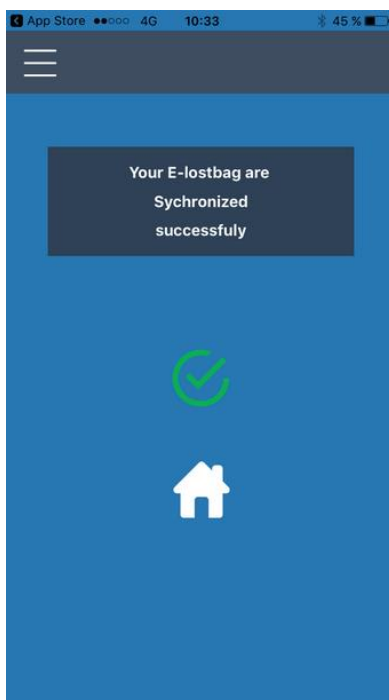 App Store 4G 10:33 45 %
Your E-lostbag are
Sychronized
successfuly